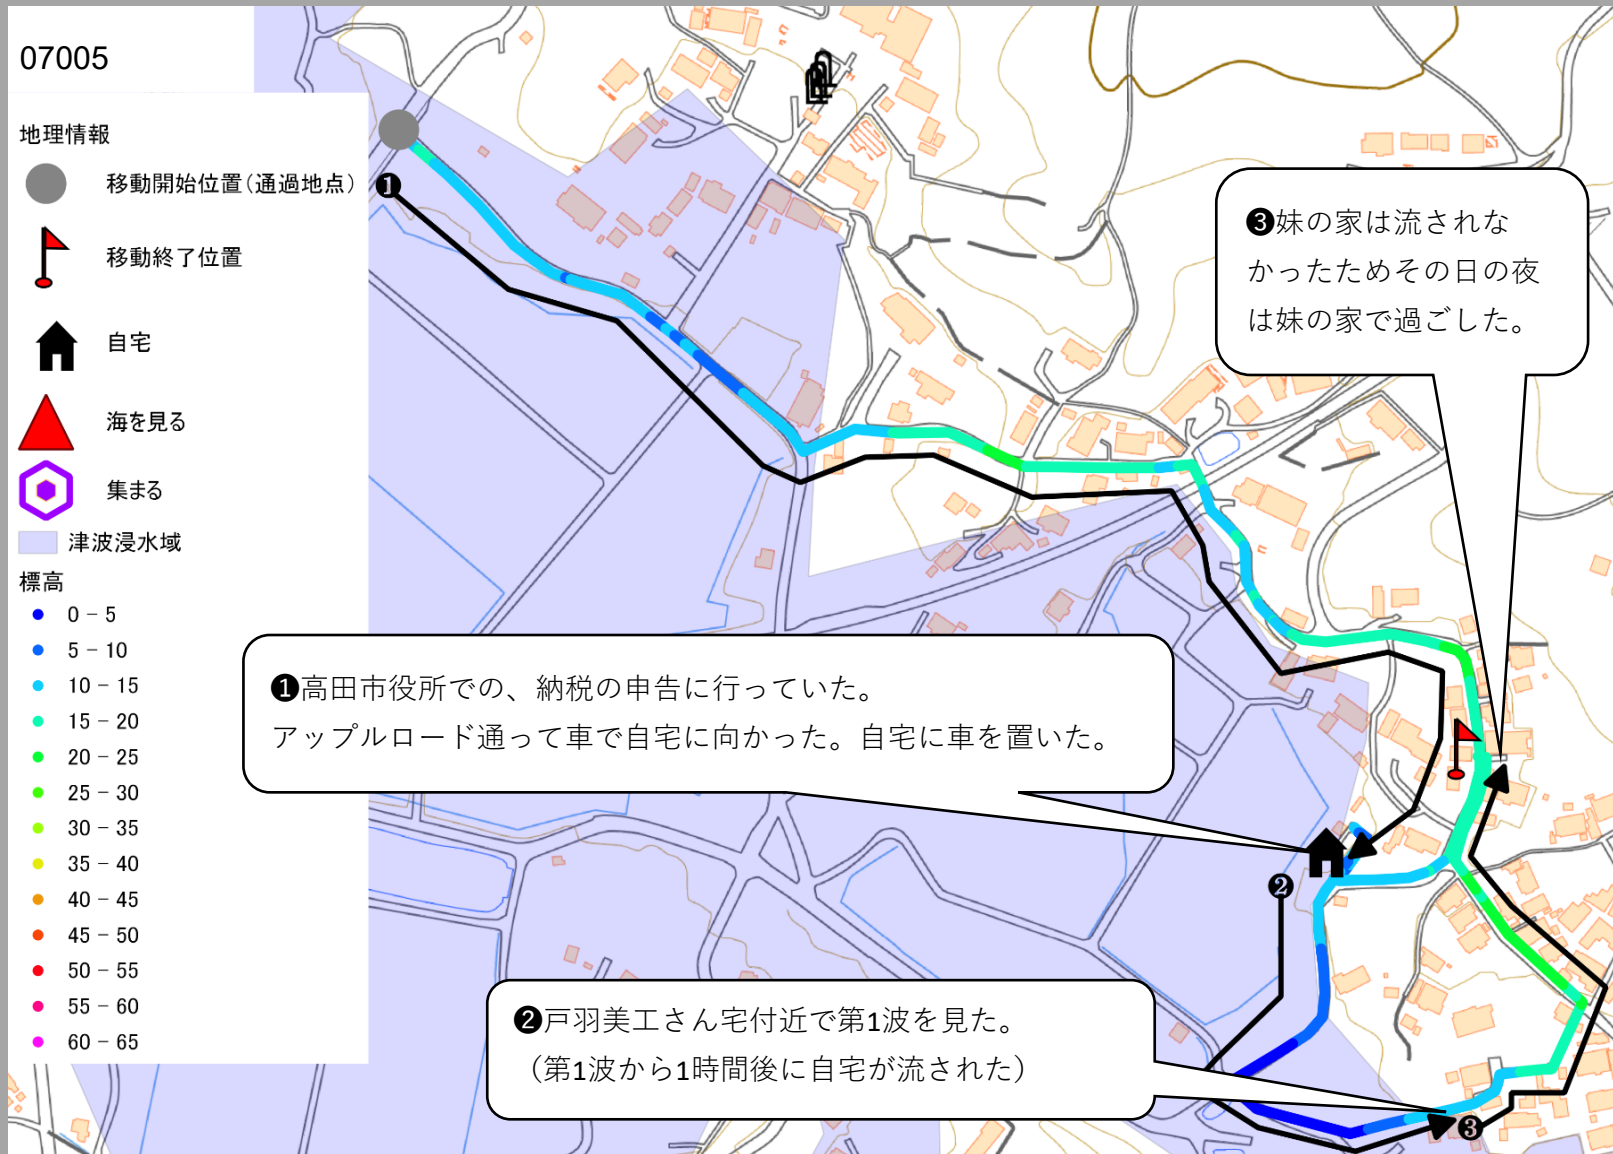 07005
地理情報
移動開始位置(通過地点)
移動終了位置
自宅
海を見る
集まる
津波浸水域
標高
0 - 5
5 - 10
10 - 15
15 - 20
20 - 25
25 - 30
30 - 35
35 - 40
40 - 45
45 - 50
50 - 55
55 - 60
60 - 65
❶
❸妹の家は流されな
かったためその日の夜
は妹の家で過ごした。
❶高田市役所での、納税の申告に行っていた。
アップルロード通って車で自宅に向かった。自宅に車を置いた。
❷
❷戸羽美工さん宅付近で第1波を見た。
(第1波から1時間後に自宅が流された)
❸